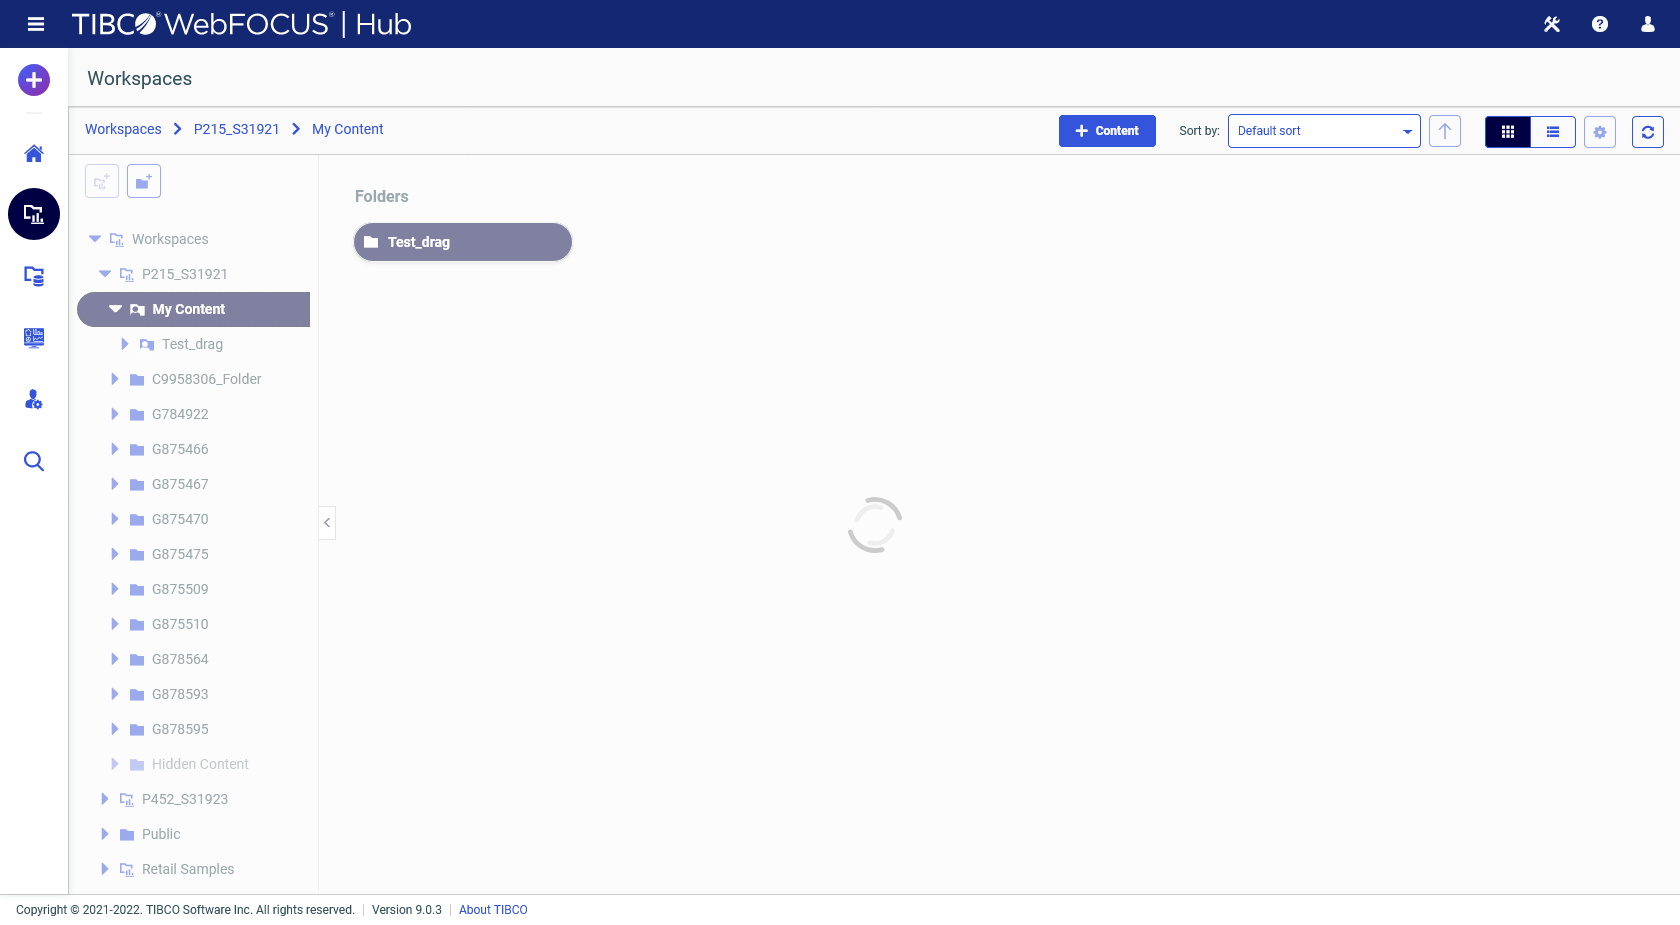 TIBCO® WebFOCUS® | Hub
Workspaces
Workspaces P215_S31921 My Content
Content
Sort by: Default sort
Folders
Test_drag
Workspaces
P215_S31921
My Content
Test_drag
C9958306_Folder
G784922
G875466
G875467
G875470
G875475
G875509
G875510
G878564
G878593
G878595
Hidden Content
P452_S31923
Public
Retail Samples
Copyright © 2021-2022. TIBCO Software Inc. All rights reserved. Version 9.0.3 About TIBCO